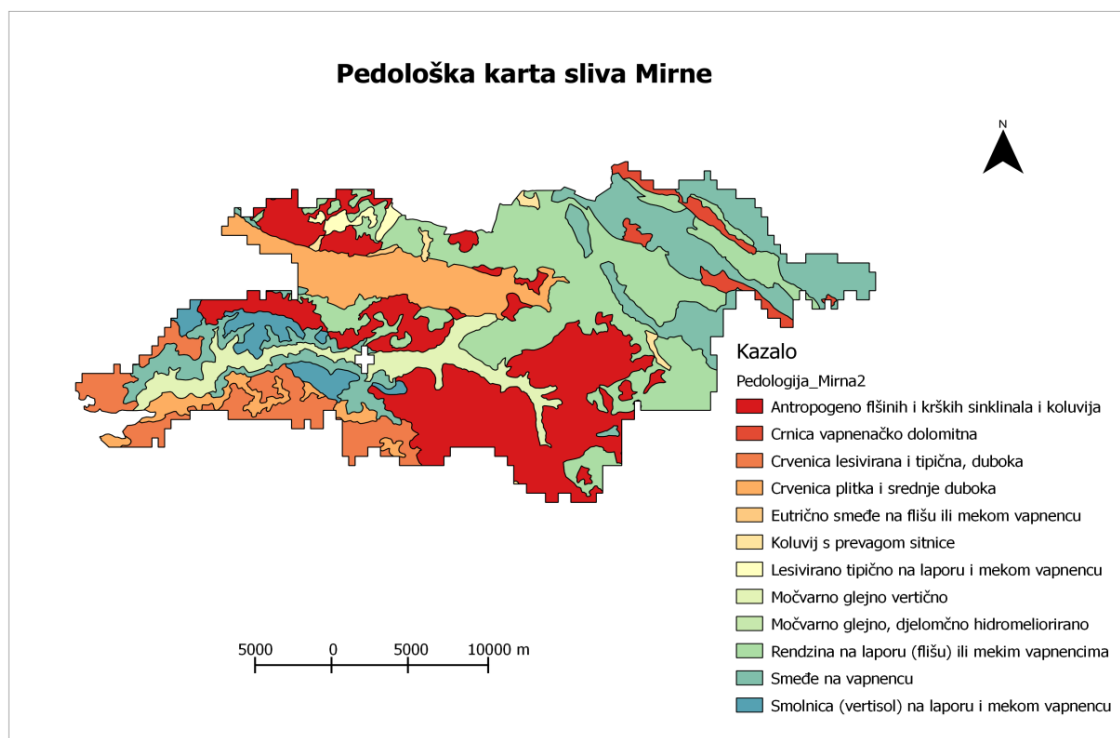 Pedološka karta sliva Mirne
N
Kazalo
Pedologija_Mirna2
Antropogeno flšinih i krških sinklinala i koluvija
Crnica vapnenačko dolomitna
Crvenica lesivirana i tipična, duboka
Crvenica plitka i srednje duboka
Eutrično smeđe na flišu ili mekom vapnencu
Koluvij s prevagom sitnice
Lesivirano tipično na laporu i mekom vapnencu
Močvarno glejno vertično
Močvarno glejno, djelomčno hidromeliorirano
Rendzina na laporu (flišu) ili mekim vapnencima
Smeđe na vapnencu
Smolnica (vertisol) na laporu i mekom vapnencu
5000 0 5000 10000 m